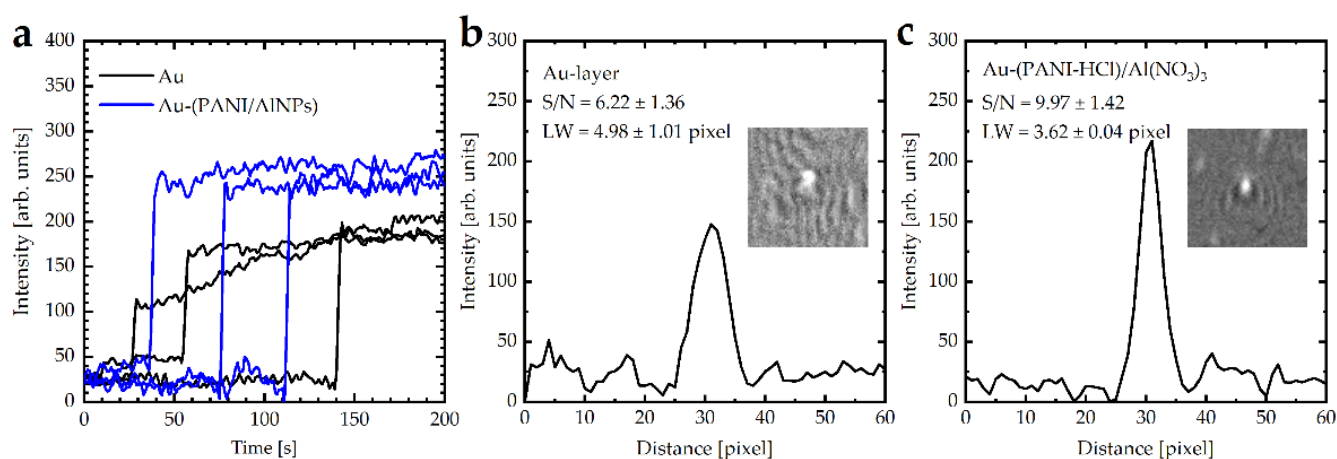 a
400
350
300
250
200
150
100
50
0
Intensity [arb. units]
Au
Au-(PANI/AlNPs)
0 50 100 150 200
Time [s]
b
300
250
200
150
100
50
0
Intensity [arb. units]
Au-layer
S/N = 6.22 ± 1.36
LW = 4.98 ± 1.01 pixel
0 10 20 30 40 50 60
Distance [pixel]
c
300
250
200
150
100
50
0
Intensity [arb. units]
Au-(PANI-HCl)/Al(NO₃)₃
S/N = 9.97 ± 1.42
LW = 3.62 ± 0.04 pixel
0 10 20 30 40 50 60
Distance [pixel]